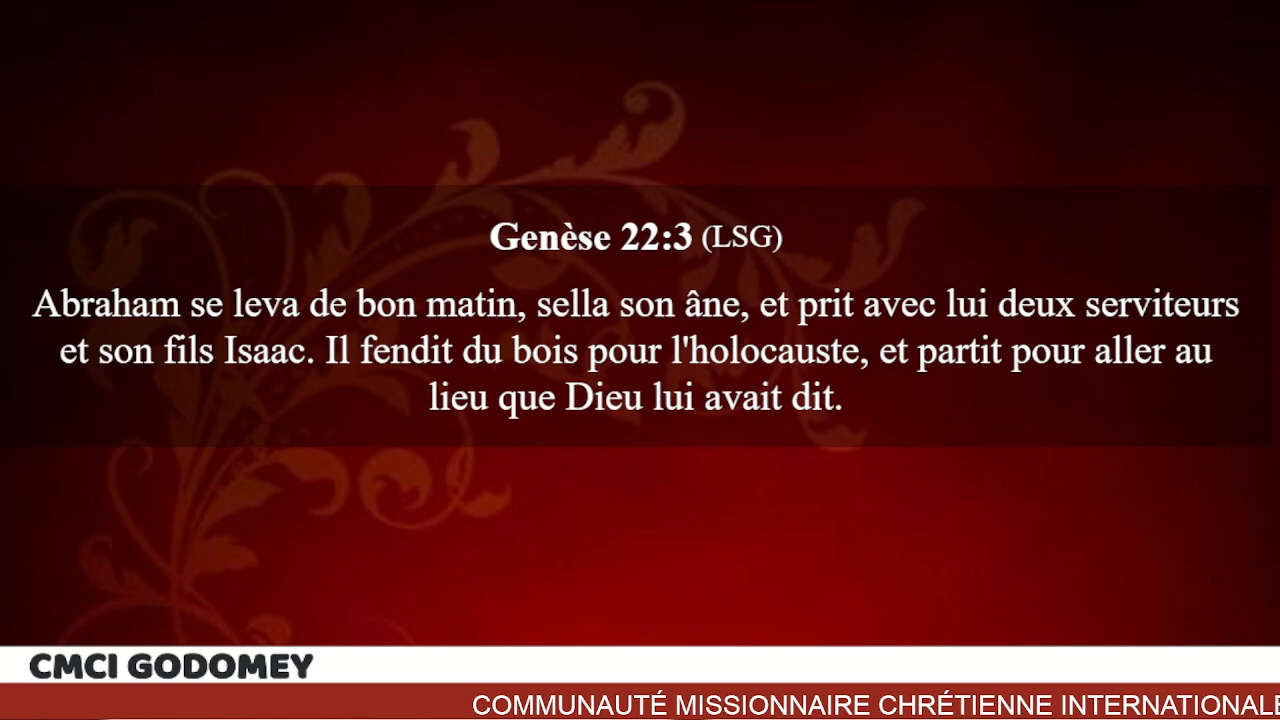 Genèse 22:3 (LSG)
Abraham se leva de bon matin, sella son âne, et prit avec lui deux serviteurs
et son fils Isaac. Il fendit du bois pour l'holocauste, et partit pour aller au
lieu que Dieu lui avait dit.
CMCI GODOMEY
COMMUNAUTÉ MISSIONNAIRE CHRÉTIENNE INTERNATIONALE